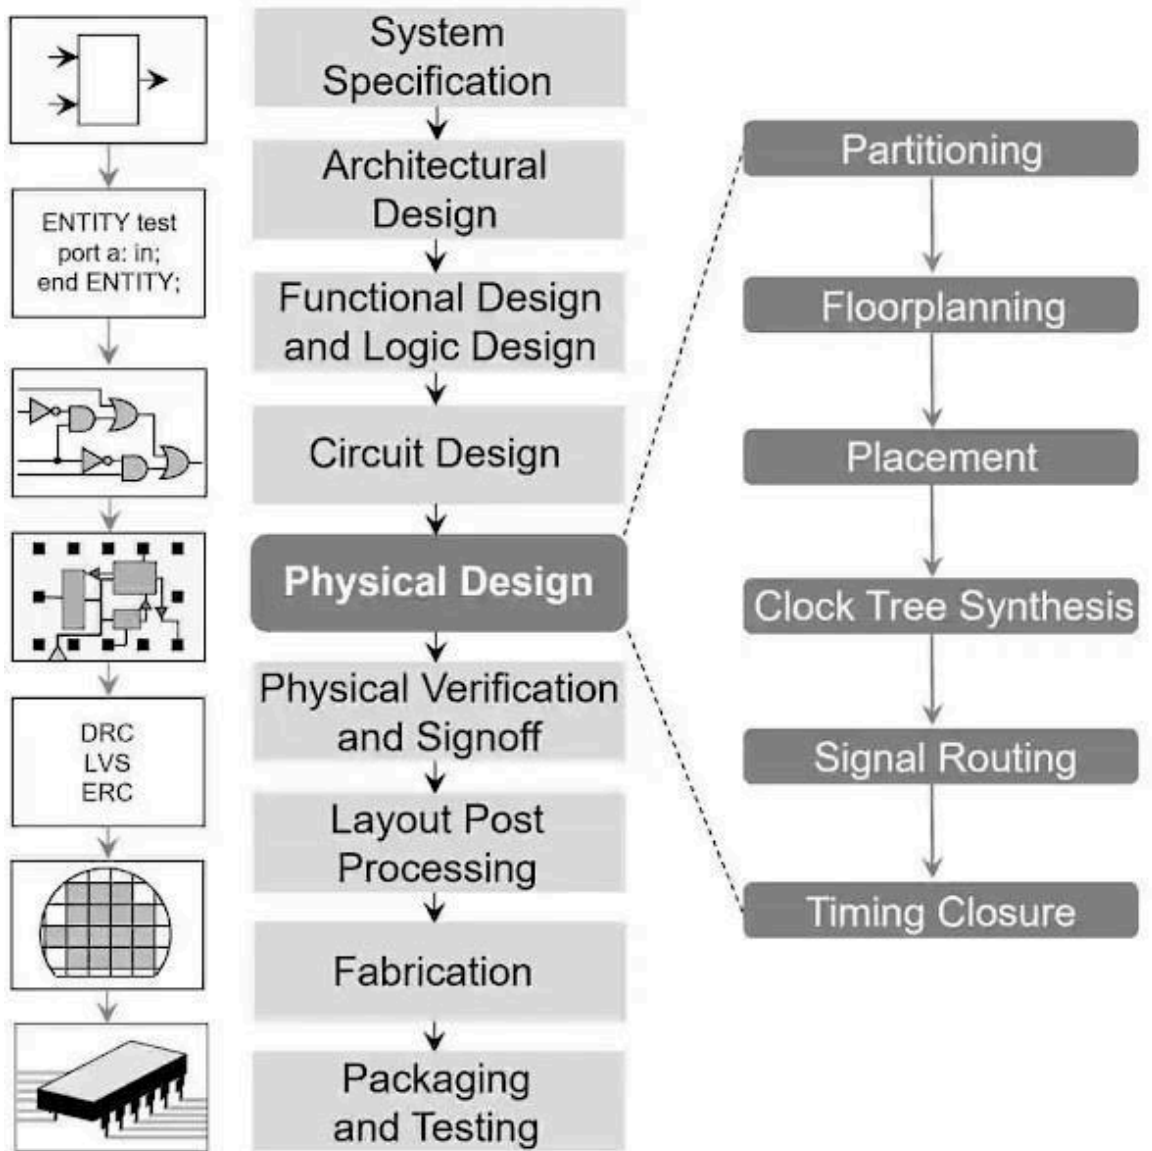 ENTITY test
port a: in;
end ENTITY;
DRC
LVS
ERC
System
Specification
Architectural
Design
Functional Design
and Logic Design
Circuit Design
Physical Design
Physical Verification
and Signoff
Layout Post
Processing
Fabrication
Packaging
and Testing
Partitioning
Floorplanning
Placement
Clock Tree Synthesis
Signal Routing
Timing Closure